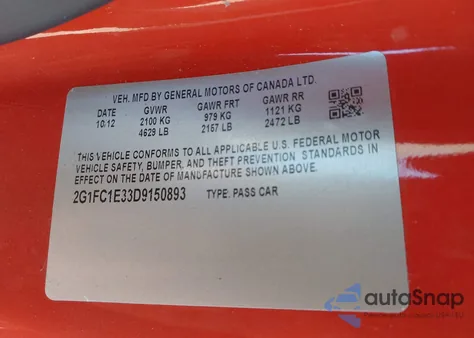 VEH. MFD BY GENERAL MOTORS OF CANADA LTD.
DATE GVWR GAWR FRT GAWR RR
10/12 2100 KG 979 KG 1121 KG
4629 LB 2157 LB 2472 LB
THIS VEHICLE CONFORMS TO ALL APPLICABLE U.S. FEDERAL MOTOR
VEHICLE SAFETY, BUMPER, AND THEFT PREVENTION STANDARDS IN
EFFECT ON THE DATE OF MANUFACTURE SHOWN ABOVE.
2G1FC1E33D9150893 TYPE: PASS CAR
autoSnap